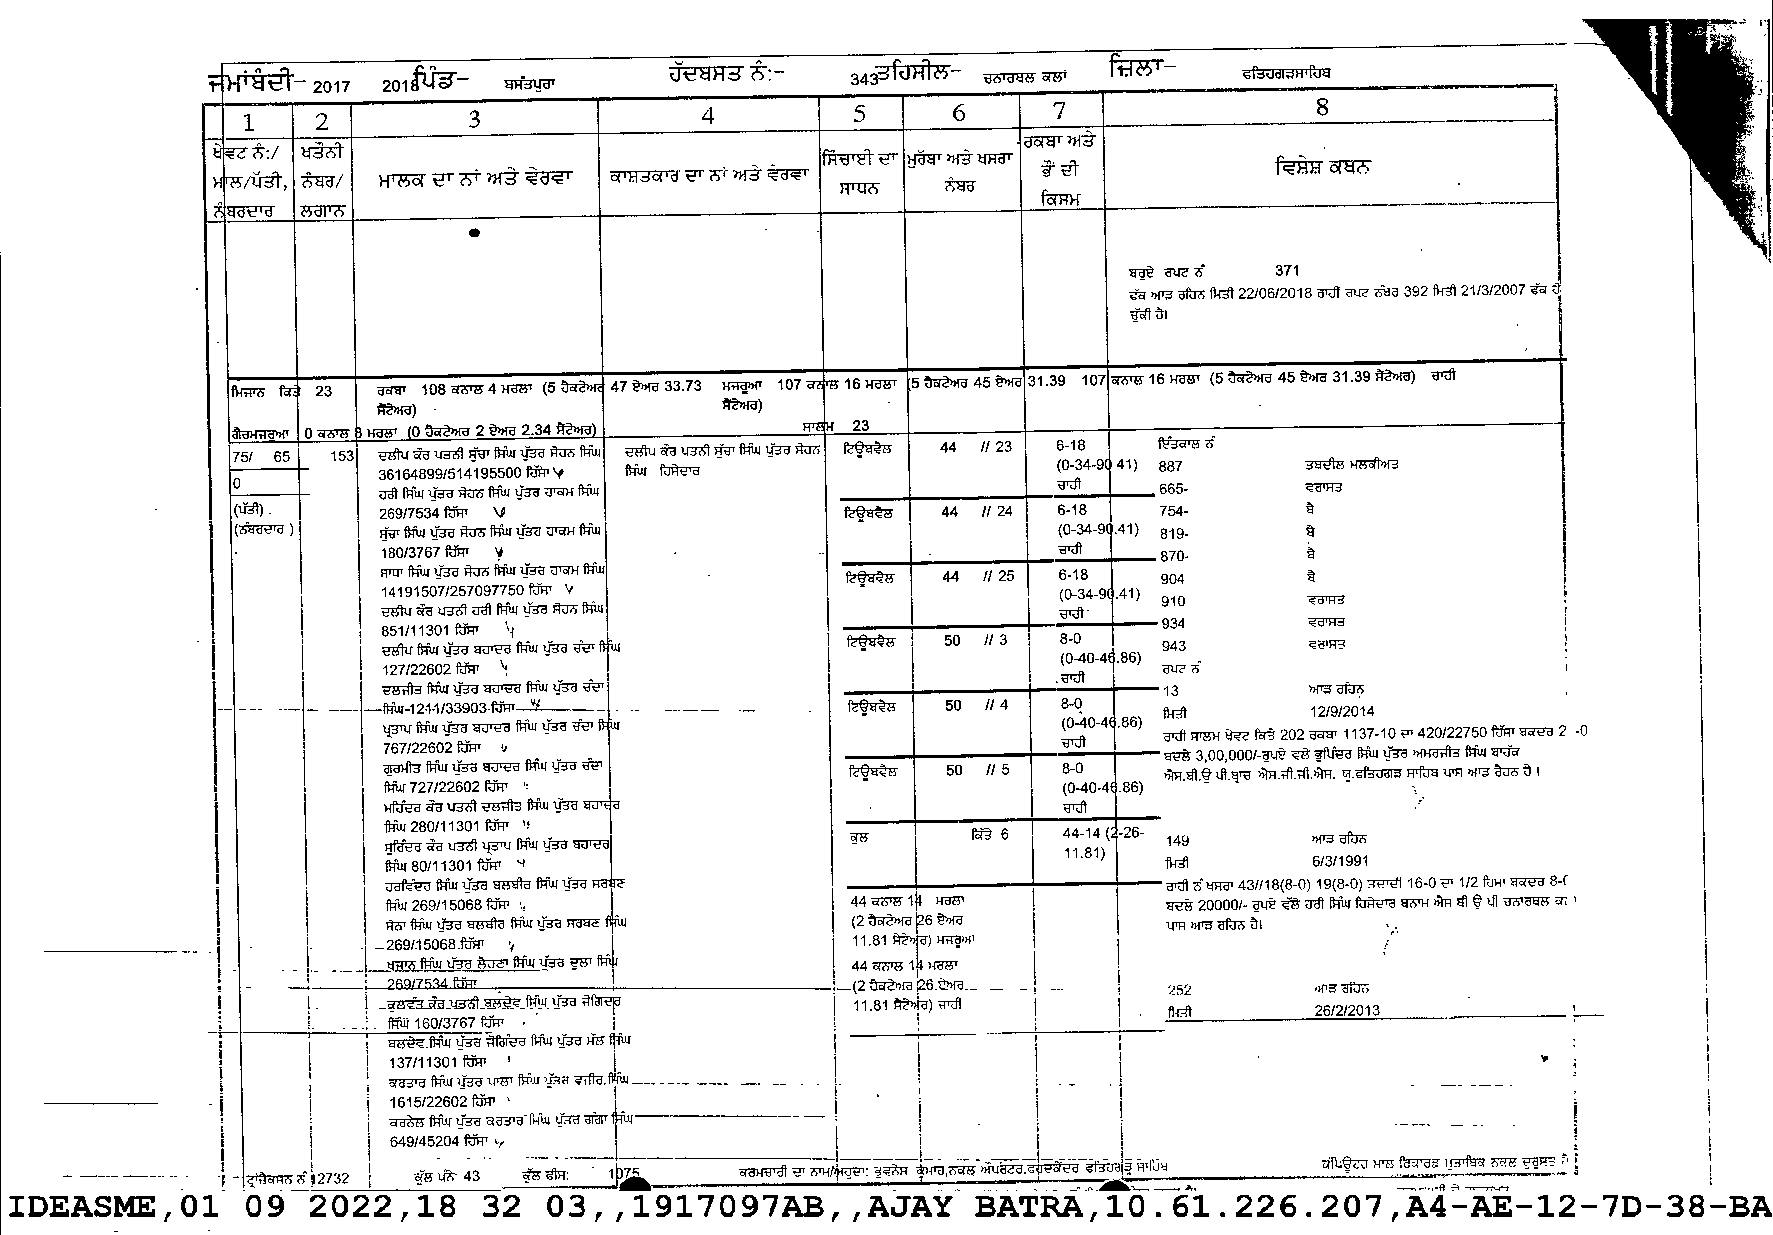 ਜਮਾਂਬੰਦੀ- 2017 2018 ਪਿੰਡ- ਬਸੰਤਪੁਰਾ ਹੱਦਬਸਤ ਨੰ:- 343 ਤਹਿਸੀਲ- ਚਨਾਰਥਲ ਕਲਾਂ ਜ਼ਿਲਾ- ਫਤਿਹਗੜਸਾਹਿਬ
1 2 3 4 5 6 7 8
ਖੇਵਟ ਨੰ:/ ਮਾਲ/ਪੱਤੀ, ਨੰਬਰਦਾਰ
ਖਤੌਨੀ ਨੰਬਰ/ ਲਗਾਨ
ਮਾਲਕ ਦਾ ਨਾਂ ਅਤੇ ਵੇਰਵਾ
ਕਾਸ਼ਤਕਾਰ ਦਾ ਨਾਂ ਅਤੇ ਵੇਰਵਾ
ਸਿੰਚਾਈ ਦਾ ਸਾਧਨ
ਮੁਰੱਬਾ ਅਤੇ ਖਸਰਾ ਨੰਬਰ
ਰਕਬਾ ਅਤੇ ਭੌਂ ਦੀ ਕਿਸਮ
ਵਿਸ਼ੇਸ਼ ਕਥਨ
ਬਰੁਏ ਰਪਟ ਨੰ 371
ਫੱਕ ਆੜ ਰਹਿਨ ਮਿਤੀ 22/06/2018 ਰਾਹੀ ਰਪਟ ਨੰਬਰ 392 ਮਿਤੀ 21/3/2007 ਫੱਕ ਹੋ
ਚੁੱਕੀ ਹੈ।
ਮਿਜਾਨ ਕਿਤੇ 23 ਰਕਬਾ 108 ਕਨਾਲ 4 ਮਰਲਾ (5 ਹੈਕਟੇਅਰ 47 ਏਅਰ 33.73 ਮਜਰੂਆ 107 ਕਨਾਲ 16 ਮਰਲਾ (5 ਹੈਕਟੇਅਰ 45 ਏਅਰ 31.39 107 ਕਨਾਲ 16 ਮਰਲਾ (5 ਹੈਕਟੇਅਰ 45 ਏਅਰ 31.39 ਸੈਂਟੇਅਰ) ਚਾਹੀ
ਸੈਂਟੇਅਰ) ਸੈਂਟੇਅਰ)
ਗੈਰਮਜਰੂਆ 0 ਕਨਾਲ 8 ਮਰਲਾ (0 ਹੈਕਟੇਅਰ 2 ਏਅਰ 2.34 ਸੈਂਟੇਅਰ) ਸਾਲਮ 23
75/ 65
0
(ਪੱਤੀ)
(ਨੰਬਰਦਾਰ )
153
ਦਲੀਪ ਕੌਰ ਪਤਨੀ ਸੁੱਚਾ ਸਿੰਘ ਪੁੱਤਰ ਸੋਹਨ ਸਿੰਘ
36164899/514195500 ਹਿੱਸਾ
ਹਰੀ ਸਿੰਘ ਪੁੱਤਰ ਸੋਹਨ ਸਿੰਘ ਪੁੱਤਰ ਹਾਕਮ ਸਿੰਘ
269/7534 ਹਿੱਸਾ
ਸੁੱਚਾ ਸਿੰਘ ਪੁੱਤਰ ਸੋਹਨ ਸਿੰਘ ਪੁੱਤਰ ਹਾਕਮ ਸਿੰਘ
180/3767 ਹਿੱਸਾ
ਸਾਧਾ ਸਿੰਘ ਪੁੱਤਰ ਸੋਹਨ ਸਿੰਘ ਪੁੱਤਰ ਹਾਕਮ ਸਿੰਘ
14191507/257097750 ਹਿੱਸਾ
ਦਲੀਪ ਕੌਰ ਪਤਨੀ ਹਰੀ ਸਿੰਘ ਪੁੱਤਰ ਸੋਹਨ ਸਿੰਘ
851/11301 ਹਿੱਸਾ
ਦਲੀਪ ਸਿੰਘ ਪੁੱਤਰ ਬਹਾਦਰ ਸਿੰਘ ਪੁੱਤਰ ਚੰਦਾ ਸਿੰਘ
127/22602 ਹਿੱਸਾ
ਦਲਜੀਤ ਸਿੰਘ ਪੁੱਤਰ ਬਹਾਦਰ ਸਿੰਘ ਪੁੱਤਰ ਚੰਦਾ
ਸਿੰਘ 1211/33903 ਹਿੱਸਾ
ਪ੍ਰਤਾਪ ਸਿੰਘ ਪੁੱਤਰ ਬਹਾਦਰ ਸਿੰਘ ਪੁੱਤਰ ਚੰਦਾ ਸਿੰਘ
767/22602 ਹਿੱਸਾ
ਗੁਰਮੀਤ ਸਿੰਘ ਪੁੱਤਰ ਬਹਾਦਰ ਸਿੰਘ ਪੁੱਤਰ ਚੰਦਾ
ਸਿੰਘ 727/22602 ਹਿੱਸਾ
ਮਹਿੰਦਰ ਕੌਰ ਪਤਨੀ ਦਲਜੀਤ ਸਿੰਘ ਪੁੱਤਰ ਬਹਾਦਰ
ਸਿੰਘ 280/11301 ਹਿੱਸਾ
ਸੁਰਿੰਦਰ ਕੌਰ ਪਤਨੀ ਪ੍ਰਤਾਪ ਸਿੰਘ ਪੁੱਤਰ ਬਹਾਦਰ
ਸਿੰਘ 80/11301 ਹਿੱਸਾ
ਹਰਵਿੰਦਰ ਸਿੰਘ ਪੁੱਤਰ ਬਲਬੀਰ ਸਿੰਘ ਪੁੱਤਰ ਸਰਬਣ
ਸਿੰਘ 269/15068 ਹਿੱਸਾ
ਸੋਨਾ ਸਿੰਘ ਪੁੱਤਰ ਬਲਬੀਰ ਸਿੰਘ ਪੁੱਤਰ ਸਰਬਣ ਸਿੰਘ
269/15068 ਹਿੱਸਾ
ਖਜਾਨ ਸਿੰਘ ਪੁੱਤਰ ਲੈਹਣਾ ਸਿੰਘ ਪੁੱਤਰ ਦੁਲਾ ਸਿੰਘ
269/7534 ਹਿੱਸਾ
ਕੁਲਵੰਤ ਕੌਰ ਪਤਨੀ ਬਲਦੇਵ ਸਿੰਘ ਪੁੱਤਰ ਜੋਗਿੰਦਰ
ਸਿੰਘ 160/3767 ਹਿੱਸਾ
ਬਲਦੇਵ ਸਿੰਘ ਪੁੱਤਰ ਜੋਗਿੰਦਰ ਸਿੰਘ ਪੁੱਤਰ ਮੱਲ ਸਿੰਘ
137/11301 ਹਿੱਸਾ
ਕਰਤਾਰ ਸਿੰਘ ਪੁੱਤਰ ਪਾਲਾ ਸਿੰਘ ਪੁੱਤਰ ਵਜੀਰ ਸਿੰਘ
1615/22602 ਹਿੱਸਾ
ਕਰਨੈਲ ਸਿੰਘ ਪੁੱਤਰ ਕਰਤਾਰ ਸਿੰਘ ਪੁੱਤਰ ਗੰਗਾ ਸਿੰਘ
649/45204 ਹਿੱਸਾ
ਦਲੀਪ ਕੌਰ ਪਤਨੀ ਸੁੱਚਾ ਸਿੰਘ ਪੁੱਤਰ ਸੋਹਨ
ਸਿੰਘ ਹਿਸੇਦਾਰ
ਟਿਊਬਵੈਲ 44 // 23 6-18
(0-34-90.41)
ਚਾਹੀ
ਟਿਊਬਵੈਲ 44 // 24 6-18
(0-34-90.41)
ਚਾਹੀ
ਟਿਊਬਵੈਲ 44 // 25 6-18
(0-34-90.41)
ਚਾਹੀ
ਟਿਊਬਵੈਲ 50 // 3 8-0
(0-40-46.86)
ਚਾਹੀ
ਟਿਊਬਵੈਲ 50 // 4 8-0
(0-40-46.86)
ਚਾਹੀ
ਟਿਊਬਵੈਲ 50 // 5 8-0
(0-40-46.86)
ਚਾਹੀ
ਕੁਲ ਕਿੱਤੇ 6 44-14 (2-26-
11.81)
44 ਕਨਾਲ 14 ਮਰਲਾ
(2 ਹੈਕਟੇਅਰ 26 ਏਅਰ
11.81 ਸੈਂਟੇਅਰ) ਮਜਰੂਆ
44 ਕਨਾਲ 14 ਮਰਲਾ
(2 ਹੈਕਟੇਅਰ 26 ਏਅਰ
11.81 ਸੈਂਟੇਅਰ) ਚਾਹੀ
ਇੰਤਕਾਲ ਨੰ
887 ਤਬਦੀਲ ਮਲਕੀਅਤ
665- ਵਰਾਸਤ
754- ਬੈ
819- ਬੈ
870- ਬੈ
904 ਬੈ
910 ਵਰਾਸਤ
934 ਵਰਾਸਤ
943 ਵਰਾਸਤ
ਰਪਟ ਨੰ
13 ਆੜ ਰਹਿਨ
ਮਿਤੀ 12/9/2014
ਰਾਹੀ ਸਾਲਮ ਖੇਵਟ ਕਿਤੇ 202 ਰਕਬਾ 1137-10 ਦਾ 420/22750 ਹਿੱਸਾ ਬਕਦਰ 2 -0
ਬਦਲੇ 3,00,000/-ਰੁਪਏ ਵਲੋਂ ਭੁਪਿੰਦਰ ਸਿੰਘ ਪੁੱਤਰ ਅਮਰਜੀਤ ਸਿੰਘ ਬਾਹੱਕ
ਐਸ.ਬੀ.ਓ ਪੀ.ਬ੍ਰਾਂਚ ਐਸ.ਜੀ.ਜੀ.ਐਸ. ਯੂ.ਫਤਿਹਗੜ ਸਾਹਿਬ ਪਾਸ ਆੜ ਰੈਹਨ ਹੈ।
149 ਆੜ ਰਹਿਨ
ਮਿਤੀ 6/3/1991
ਰਾਹੀ ਨੰ ਖਸਰਾ 43//18(8-0) 19(8-0) ਤਦਾਦੀ 16-0 ਦਾ 1/2 ਹਿਸਾ ਬਕਦਰ 8-0
ਬਦਲੇ 20000/- ਰੁਪਏ ਵੱਲੋਂ ਹਰੀ ਸਿੰਘ ਹਿਸੇਦਾਰ ਬਨਾਮ ਐਸ ਬੀ ਓ ਪੀ ਚਨਾਰਥਲ
ਪਾਸ ਆੜ ਰਹਿਨ ਹੈ।
252 ਆੜ ਰਹਿਨ
ਮਿਤੀ 26/2/2013
ਟ੍ਰਾਂਜੈਕਸਨ ਨੰ 12732 ਕੁੱਲ ਪੰਨੇ: 43 ਕੁੱਲ ਫੀਸ: 1075 ਕਰਮਚਾਰੀ ਦਾ ਨਾਮ/ਅਹੁਦਾ: ਭੁਵਨੇਸ਼ ਕੁਮਾਰ,ਨਕਲ ਅੋਪਰੇਟਰ,ਫਰਦਕੇਂਦਰ ਫਤਿਹਗੜ੍ਹ ਸਾਹਿਬ ਕੰਪਿਊਟਰ ਮਾਲ ਰਿਕਾਰਡ ਮੁਤਾਬਿਕ ਨਕਲ ਦਰੁਸਤ ਹੈ
IDEASME,01 09 2022,18 32 03,,1917097AB,,AJAY BATRA,10.61.226.207,A4-AE-12-7D-38-BA